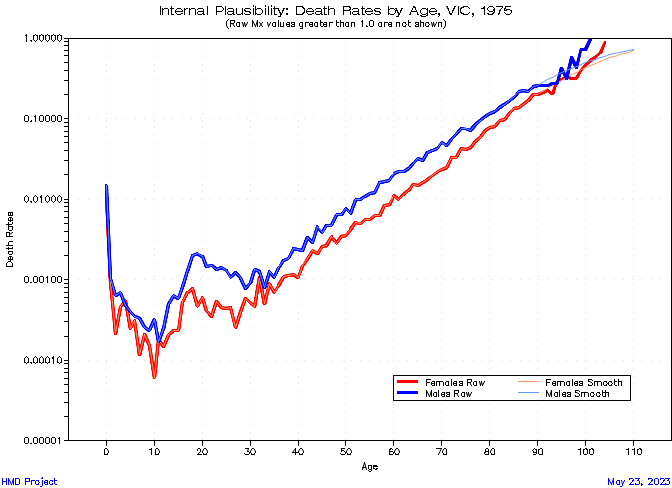 Internal Plausibility: Death Rates by Age, VIC, 1975
(Raw Mx values greater than 1.0 are not shown)
1.00000
0.10000
0.01000
0.00100
0.00010
0.00001
Death Rates
Females Raw
Females Smooth
Males Raw
Males Smooth
0 10 20 30 40 50 60 70 80 90 100 110
Age
HMD Project
May 23, 2023